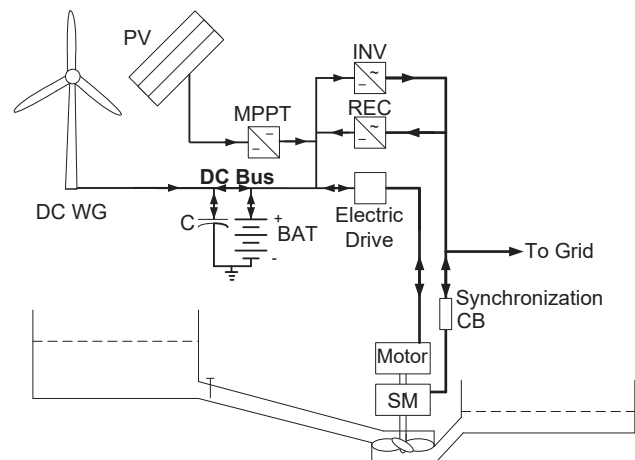 PV
INV
MPPT
REC
DC Bus
DC WG
C
+
BAT
-
Electric
Drive
To Grid
Synchronization
CB
Motor
SM